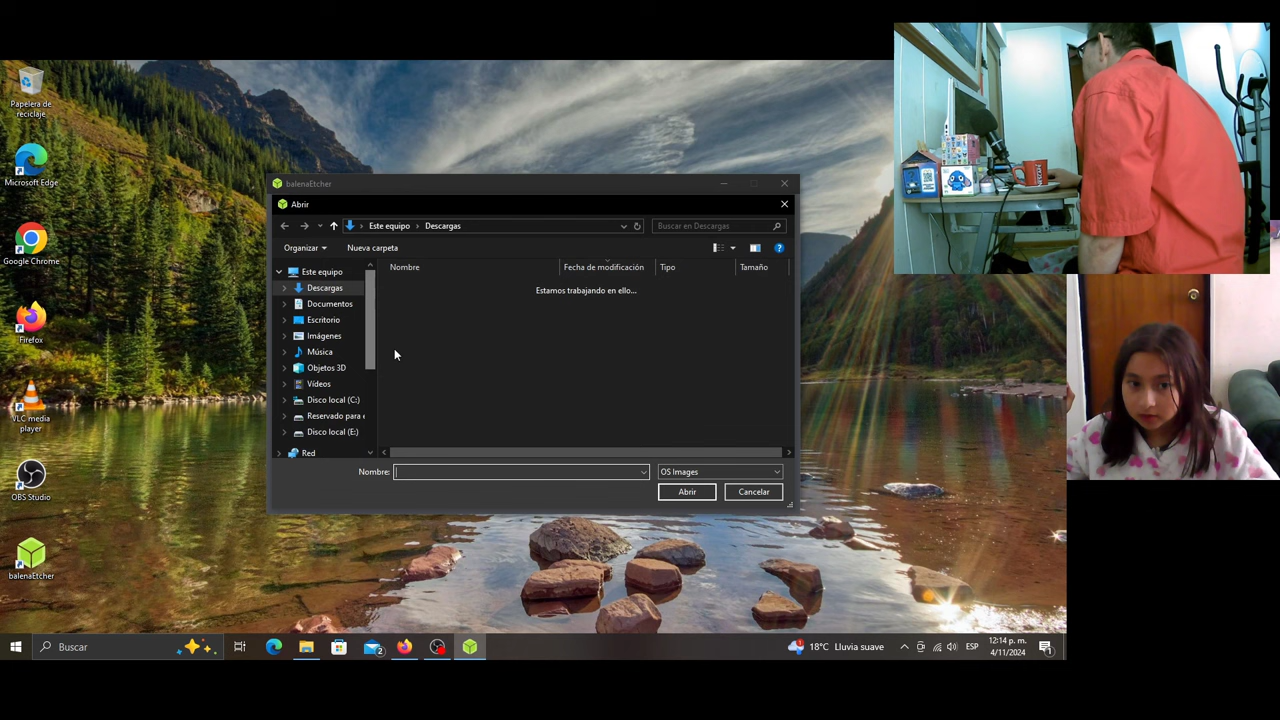 Papelera de
reciclaje
Microsoft Edge
Google Chrome
Firefox
VLC media
player
OBS Studio
balenaEtcher
balenaEtcher
Abrir
Este equipo
Descargas
Buscar en Descargas
Organizar
Nueva carpeta
Nombre
Fecha de modificación
Tipo
Tamaño
Estamos trabajando en ello...
Este equipo
Descargas
Documentos
Escritorio
Imágenes
Música
Objetos 3D
Vídeos
Disco local (C:)
Reservado para
Disco local (E:)
Red
Nombre:
OS Images
Abrir
Cancelar
Buscar
2
1
18°C Lluvia suave
ESP
12:14 p. m.
4/11/2024
1